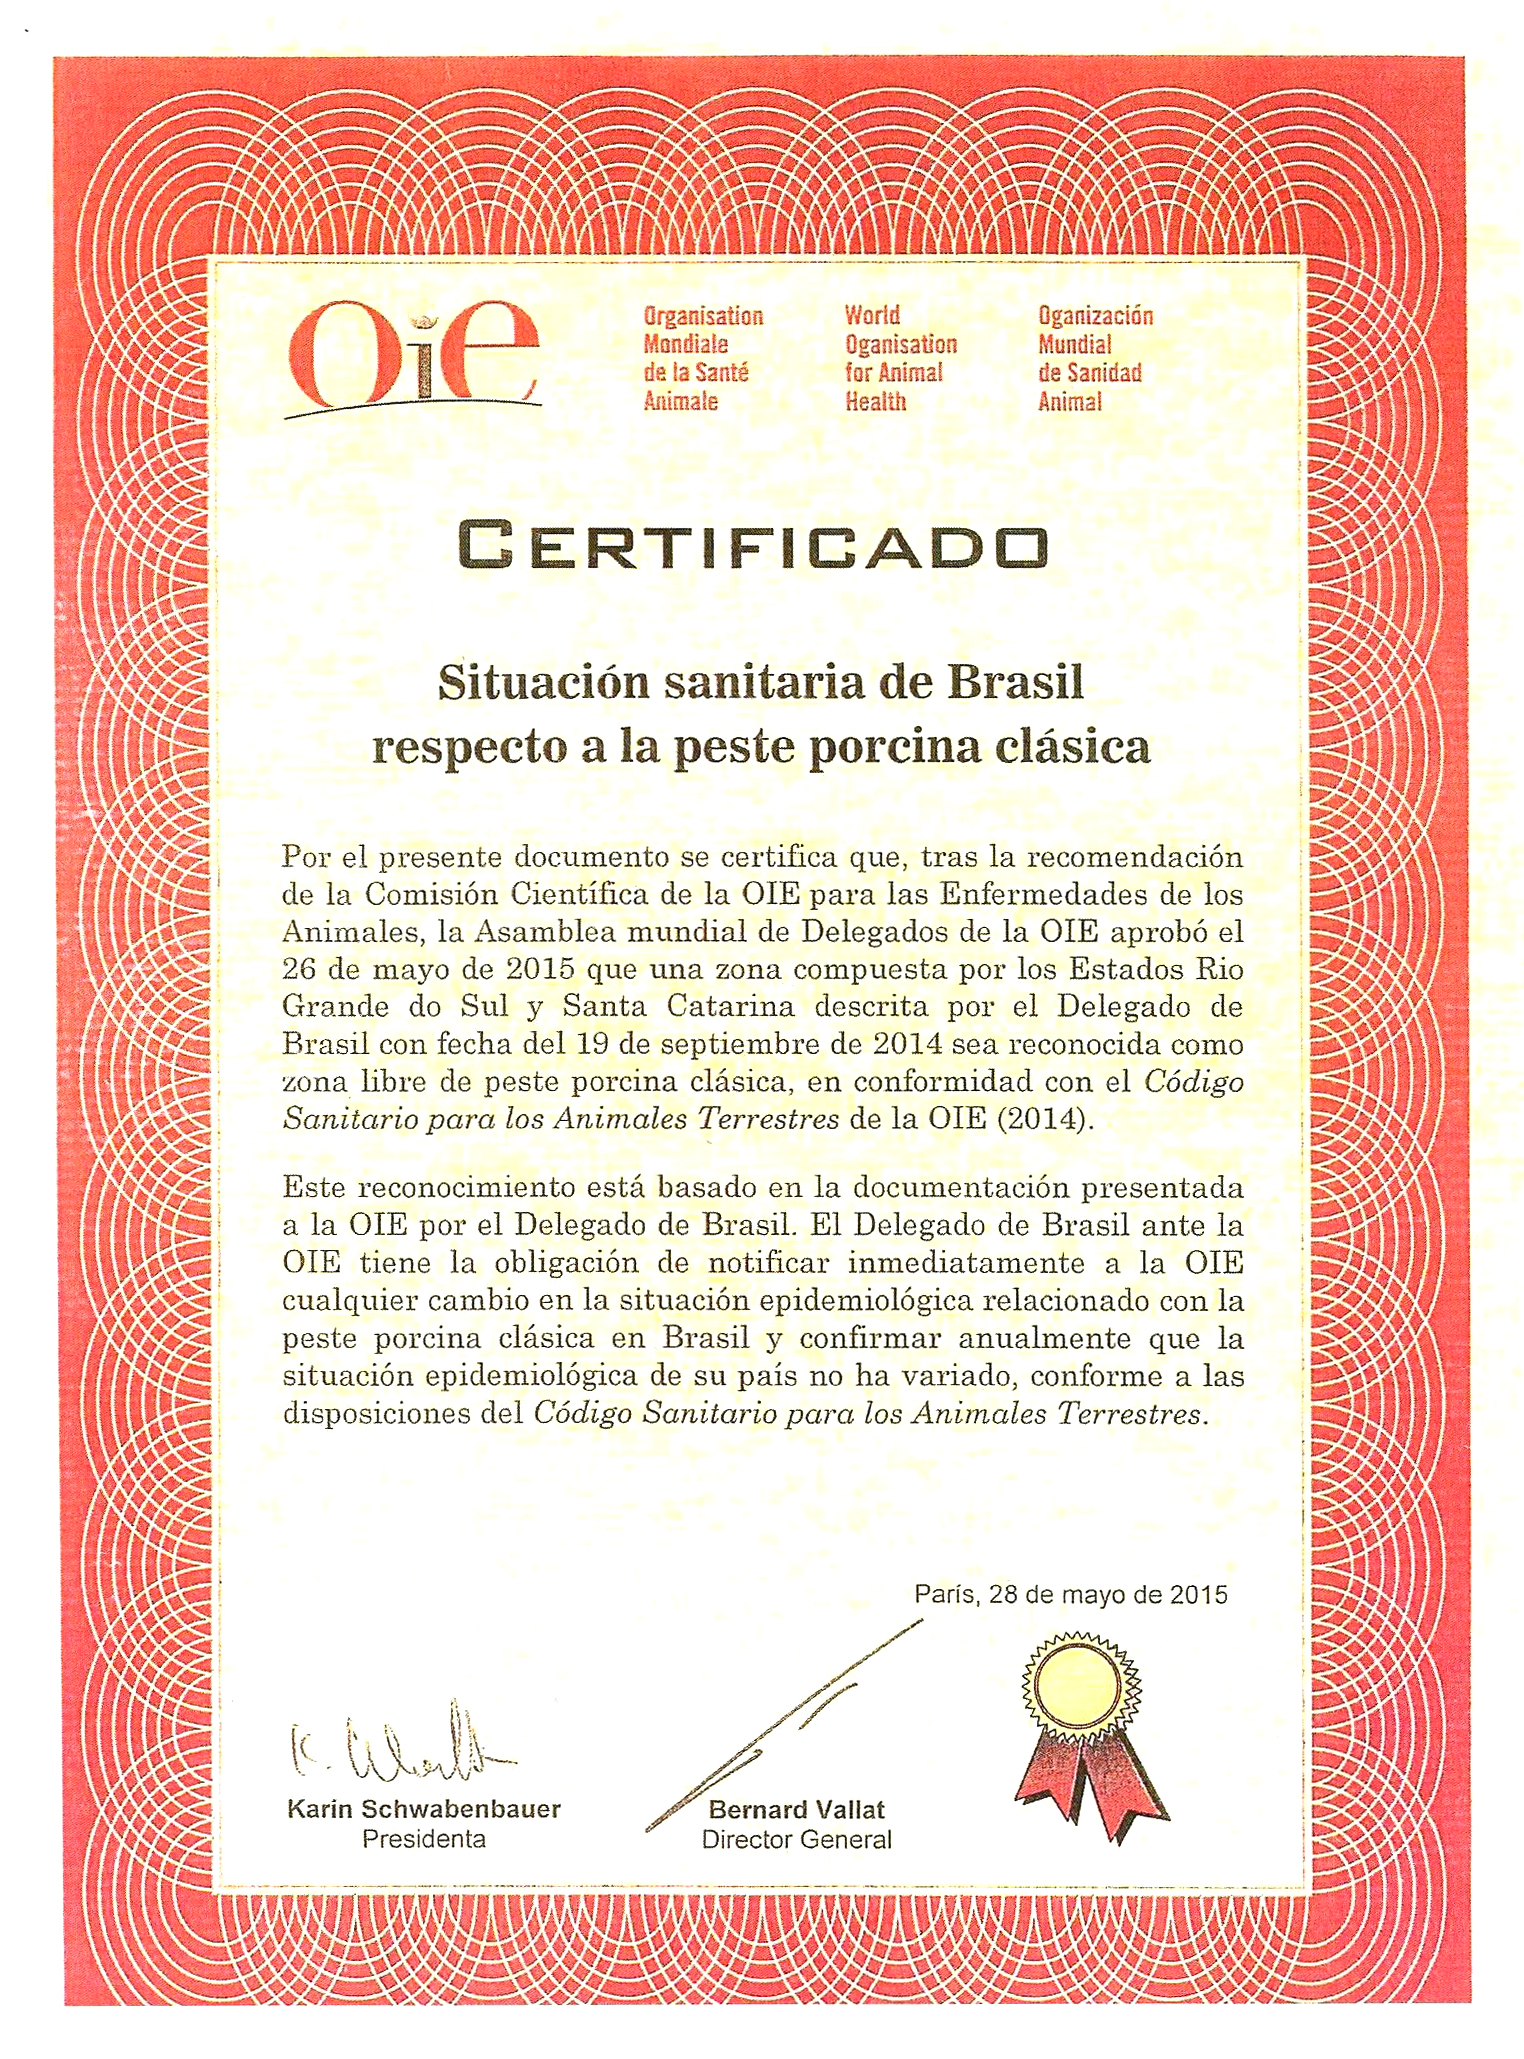 OiE
Organisation
Mondiale
de la Santé
Animale
World
Oganisation
for Animal
Health
Oganización
Mundial
de Sanidad
Animal
CERTIFICADO
Situación sanitaria de Brasil
respecto a la peste porcina clásica
Por el presente documento se certifica que, tras la recomendación
de la Comisión Científica de la OIE para las Enfermedades de los
Animales, la Asamblea mundial de Delegados de la OIE aprobó el
26 de mayo de 2015 que una zona compuesta por los Estados Rio
Grande do Sul y Santa Catarina descrita por el Delegado de
Brasil con fecha del 19 de septiembre de 2014 sea reconocida como
zona libre de peste porcina clásica, en conformidad con el Código
Sanitario para los Animales Terrestres de la OIE (2014).
Este reconocimiento está basado en la documentación presentada
a la OIE por el Delegado de Brasil. El Delegado de Brasil ante la
OIE tiene la obligación de notificar inmediatamente a la OIE
cualquier cambio en la situación epidemiológica relacionado con la
peste porcina clásica en Brasil y confirmar anualmente que la
situación epidemiológica de su país no ha variado, conforme a las
disposiciones del Código Sanitario para los Animales Terrestres.
París, 28 de mayo de 2015
Karin Schwabenbauer
Presidenta
Bernard Vallat
Director General